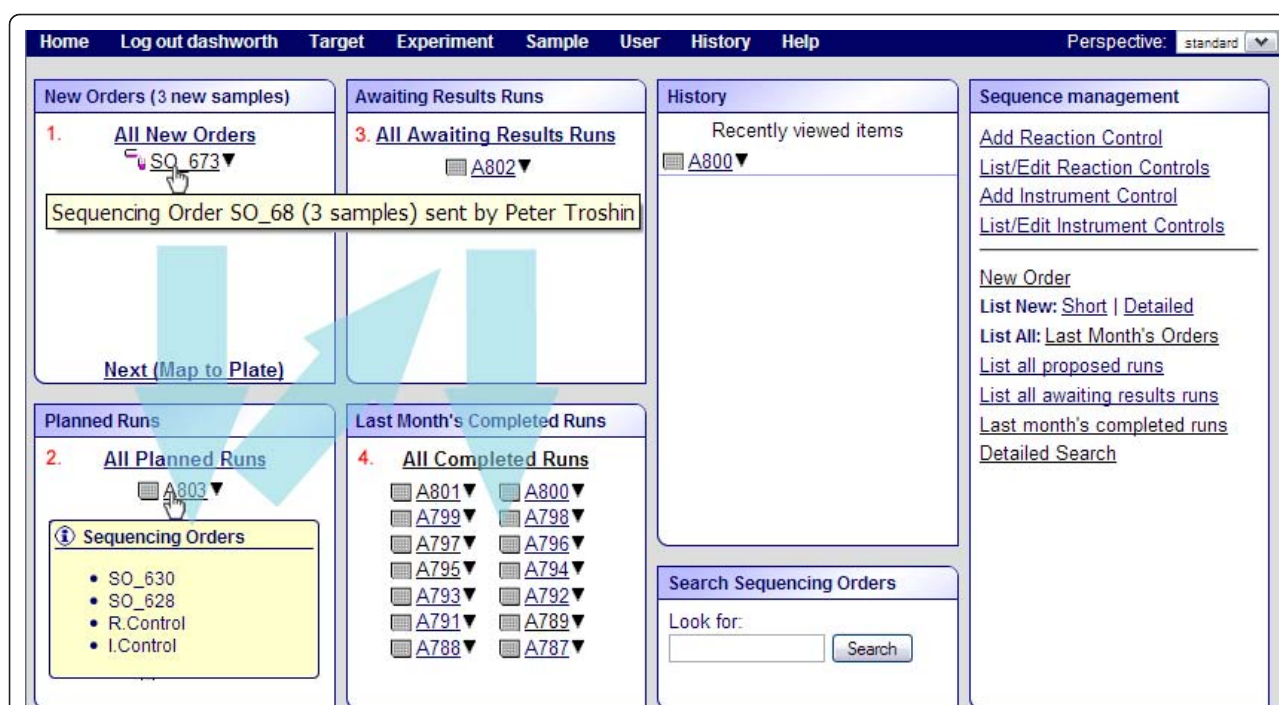 Home Log out dashworth Target Experiment Sample User History Help Perspective: standard
New Orders (3 new samples)
1. All New Orders
SO_673
Sequencing Order SO_68 (3 samples) sent by Peter Troshin
Next (Map to Plate)
Planned Runs
2. All Planned Runs
A803
Sequencing Orders
• SO_630
• SO_628
• R.Control
• I.Control
Awaiting Results Runs
3. All Awaiting Results Runs
A802
Last Month's Completed Runs
4. All Completed Runs
A801 A800
A799 A798
A797 A796
A795 A794
A793 A792
A791 A789
A788 A787
History
Recently viewed items
A800
Search Sequencing Orders
Look for:
Search
Sequence management
Add Reaction Control
List/Edit Reaction Controls
Add Instrument Control
List/Edit Instrument Controls
New Order
List New: Short | Detailed
List All: Last Month's Orders
List all proposed runs
List all awaiting results runs
Last month's completed runs
Detailed Search